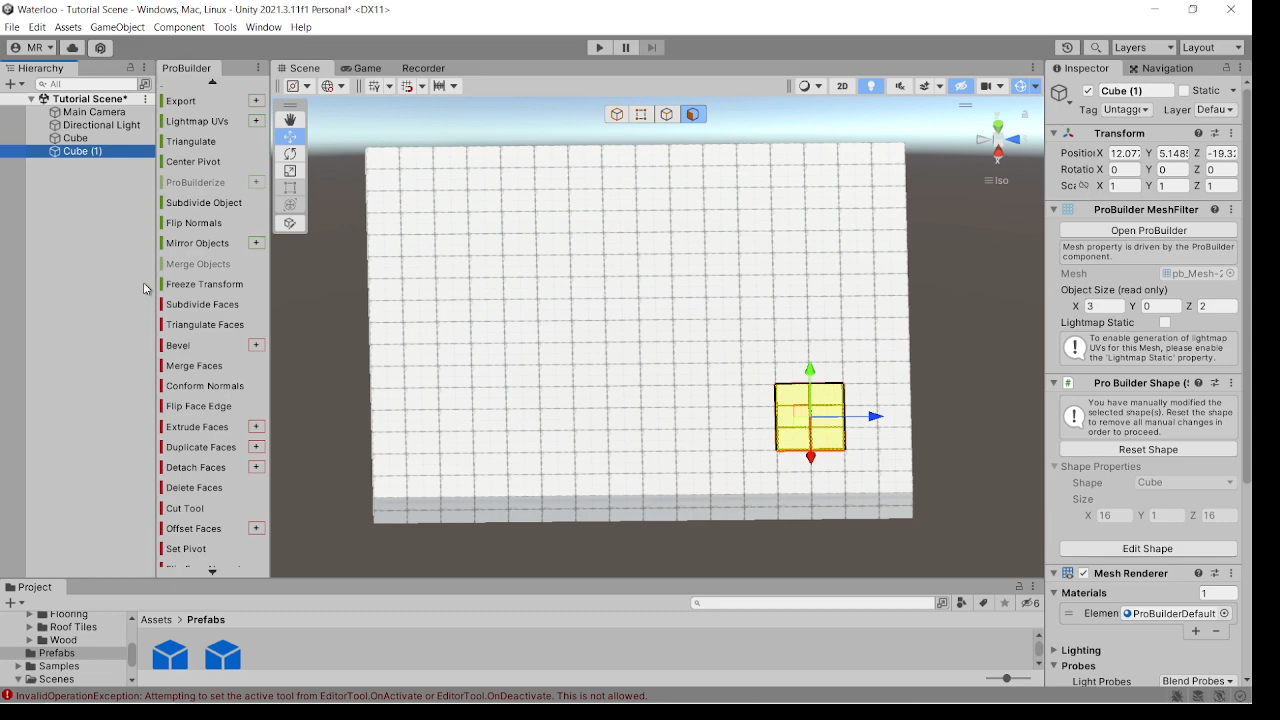 Waterloo - Tutorial Scene - Windows, Mac, Linux - Unity 2021.3.11f1 Personal* <DX11>
File Edit Assets GameObject Component Tools Window Help
MR
Layers Layout
Hierarchy
All
Tutorial Scene*
Main Camera
Directional Light
Cube
Cube (1)
ProBuilder
Export
Lightmap UVs
Triangulate
Center Pivot
ProBuilderize
Subdivide Object
Flip Normals
Mirror Objects
Merge Objects
Freeze Transform
Subdivide Faces
Triangulate Faces
Bevel
Merge Faces
Conform Normals
Flip Face Edge
Extrude Faces
Duplicate Faces
Detach Faces
Delete Faces
Cut Tool
Offset Faces
Set Pivot
Scene Game Recorder
2D
Iso
Inspector Navigation
Cube (1) Static
Tag Untagge Layer Defau
Transform
Position X 12.07 Y 5.148 Z -19.32
Rotatio X 0 Y 0 Z 0
Sca X 1 Y 1 Z 1
ProBuilder MeshFilter
Open ProBuilder
Mesh property is driven by the ProBuilder
component.
Mesh pb_Mesh-2
Object Size (read only)
X 3 Y 0 Z 2
Lightmap Static
To enable generation of lightmap
UVs for this Mesh, please enable
the 'Lightmap Static' property.
Pro Builder Shape (S
You have manually modified the
selected shape(s). Reset the shape
to remove all manual changes in
order to proceed.
Reset Shape
Shape Properties
Shape Cube
Size
X 16 Y 1 Z 16
Edit Shape
Mesh Renderer
Materials 1
Elemen ProBuilderDefault
Lighting
Probes
Light Probes Blend Probes
Project
6
Flooring
Roof Tiles
Wood
Prefabs
Samples
Scenes
Assets > Prefabs
InvalidOperationException: Attempting to set the active tool from EditorTool.OnActivate or EditorTool.OnDeactivate. This is not allowed.